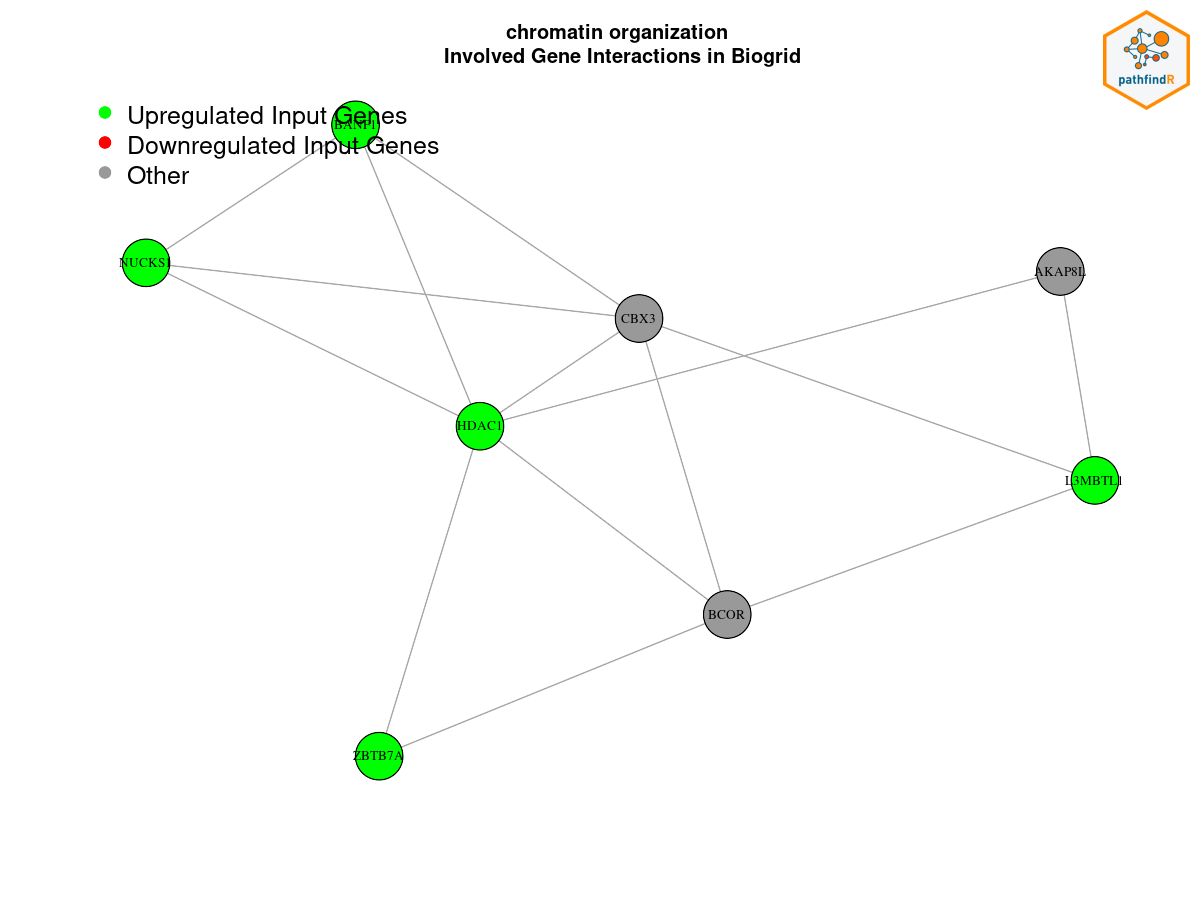 chromatin organization
Involved Gene Interactions in Biogrid
pathfindR
Upregulated Input Genes
BANP1
Downregulated Input Genes
Other
NUCKS1
AKAP8L
CBX3
HDAC1
L3MBTL1
BCOR
ZBTB7A